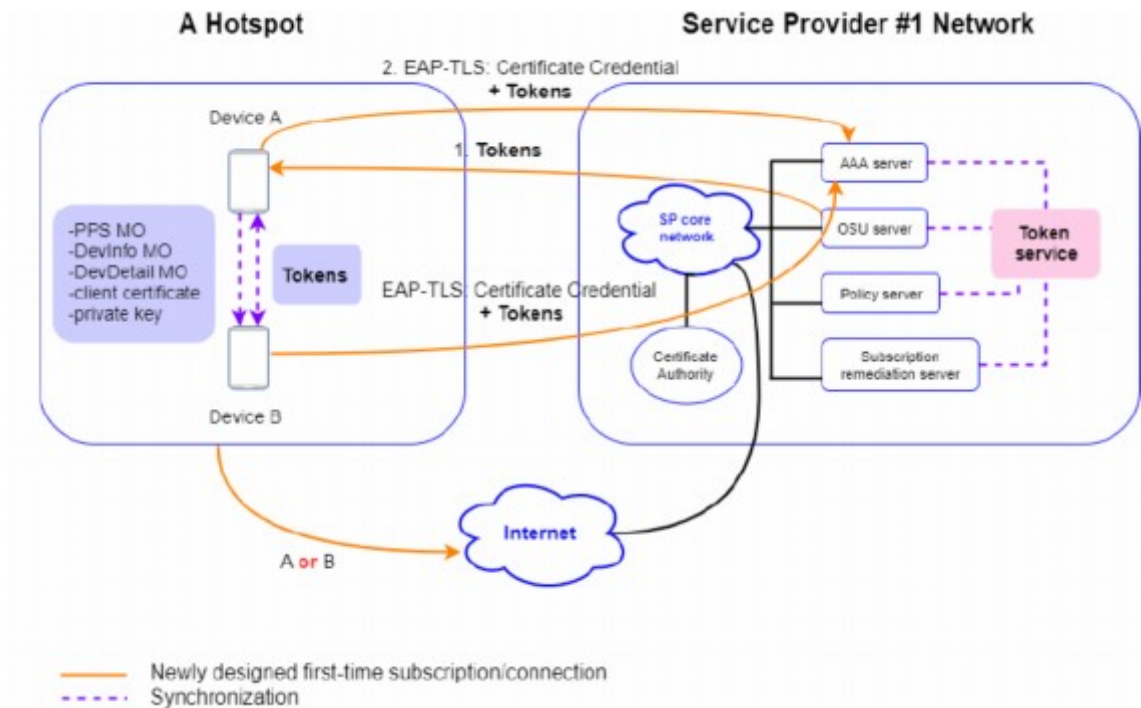 A Hotspot
Service Provider #1 Network
2. EAP-TLS: Certificate Credential
+ Tokens
Device A
1. Tokens
AAA server
-PPS MO
-DevInfo MO
-DevDetail MO
-client certificate
-private key
Tokens
SP core
network
OSU server
Token
service
EAP-TLS: Certificate Credential
+ Tokens
Policy server
Certificate
Authority
Subscription
remediation server
Device B
Internet
A or B
Newly designed first-time subscription/connection
Synchronization